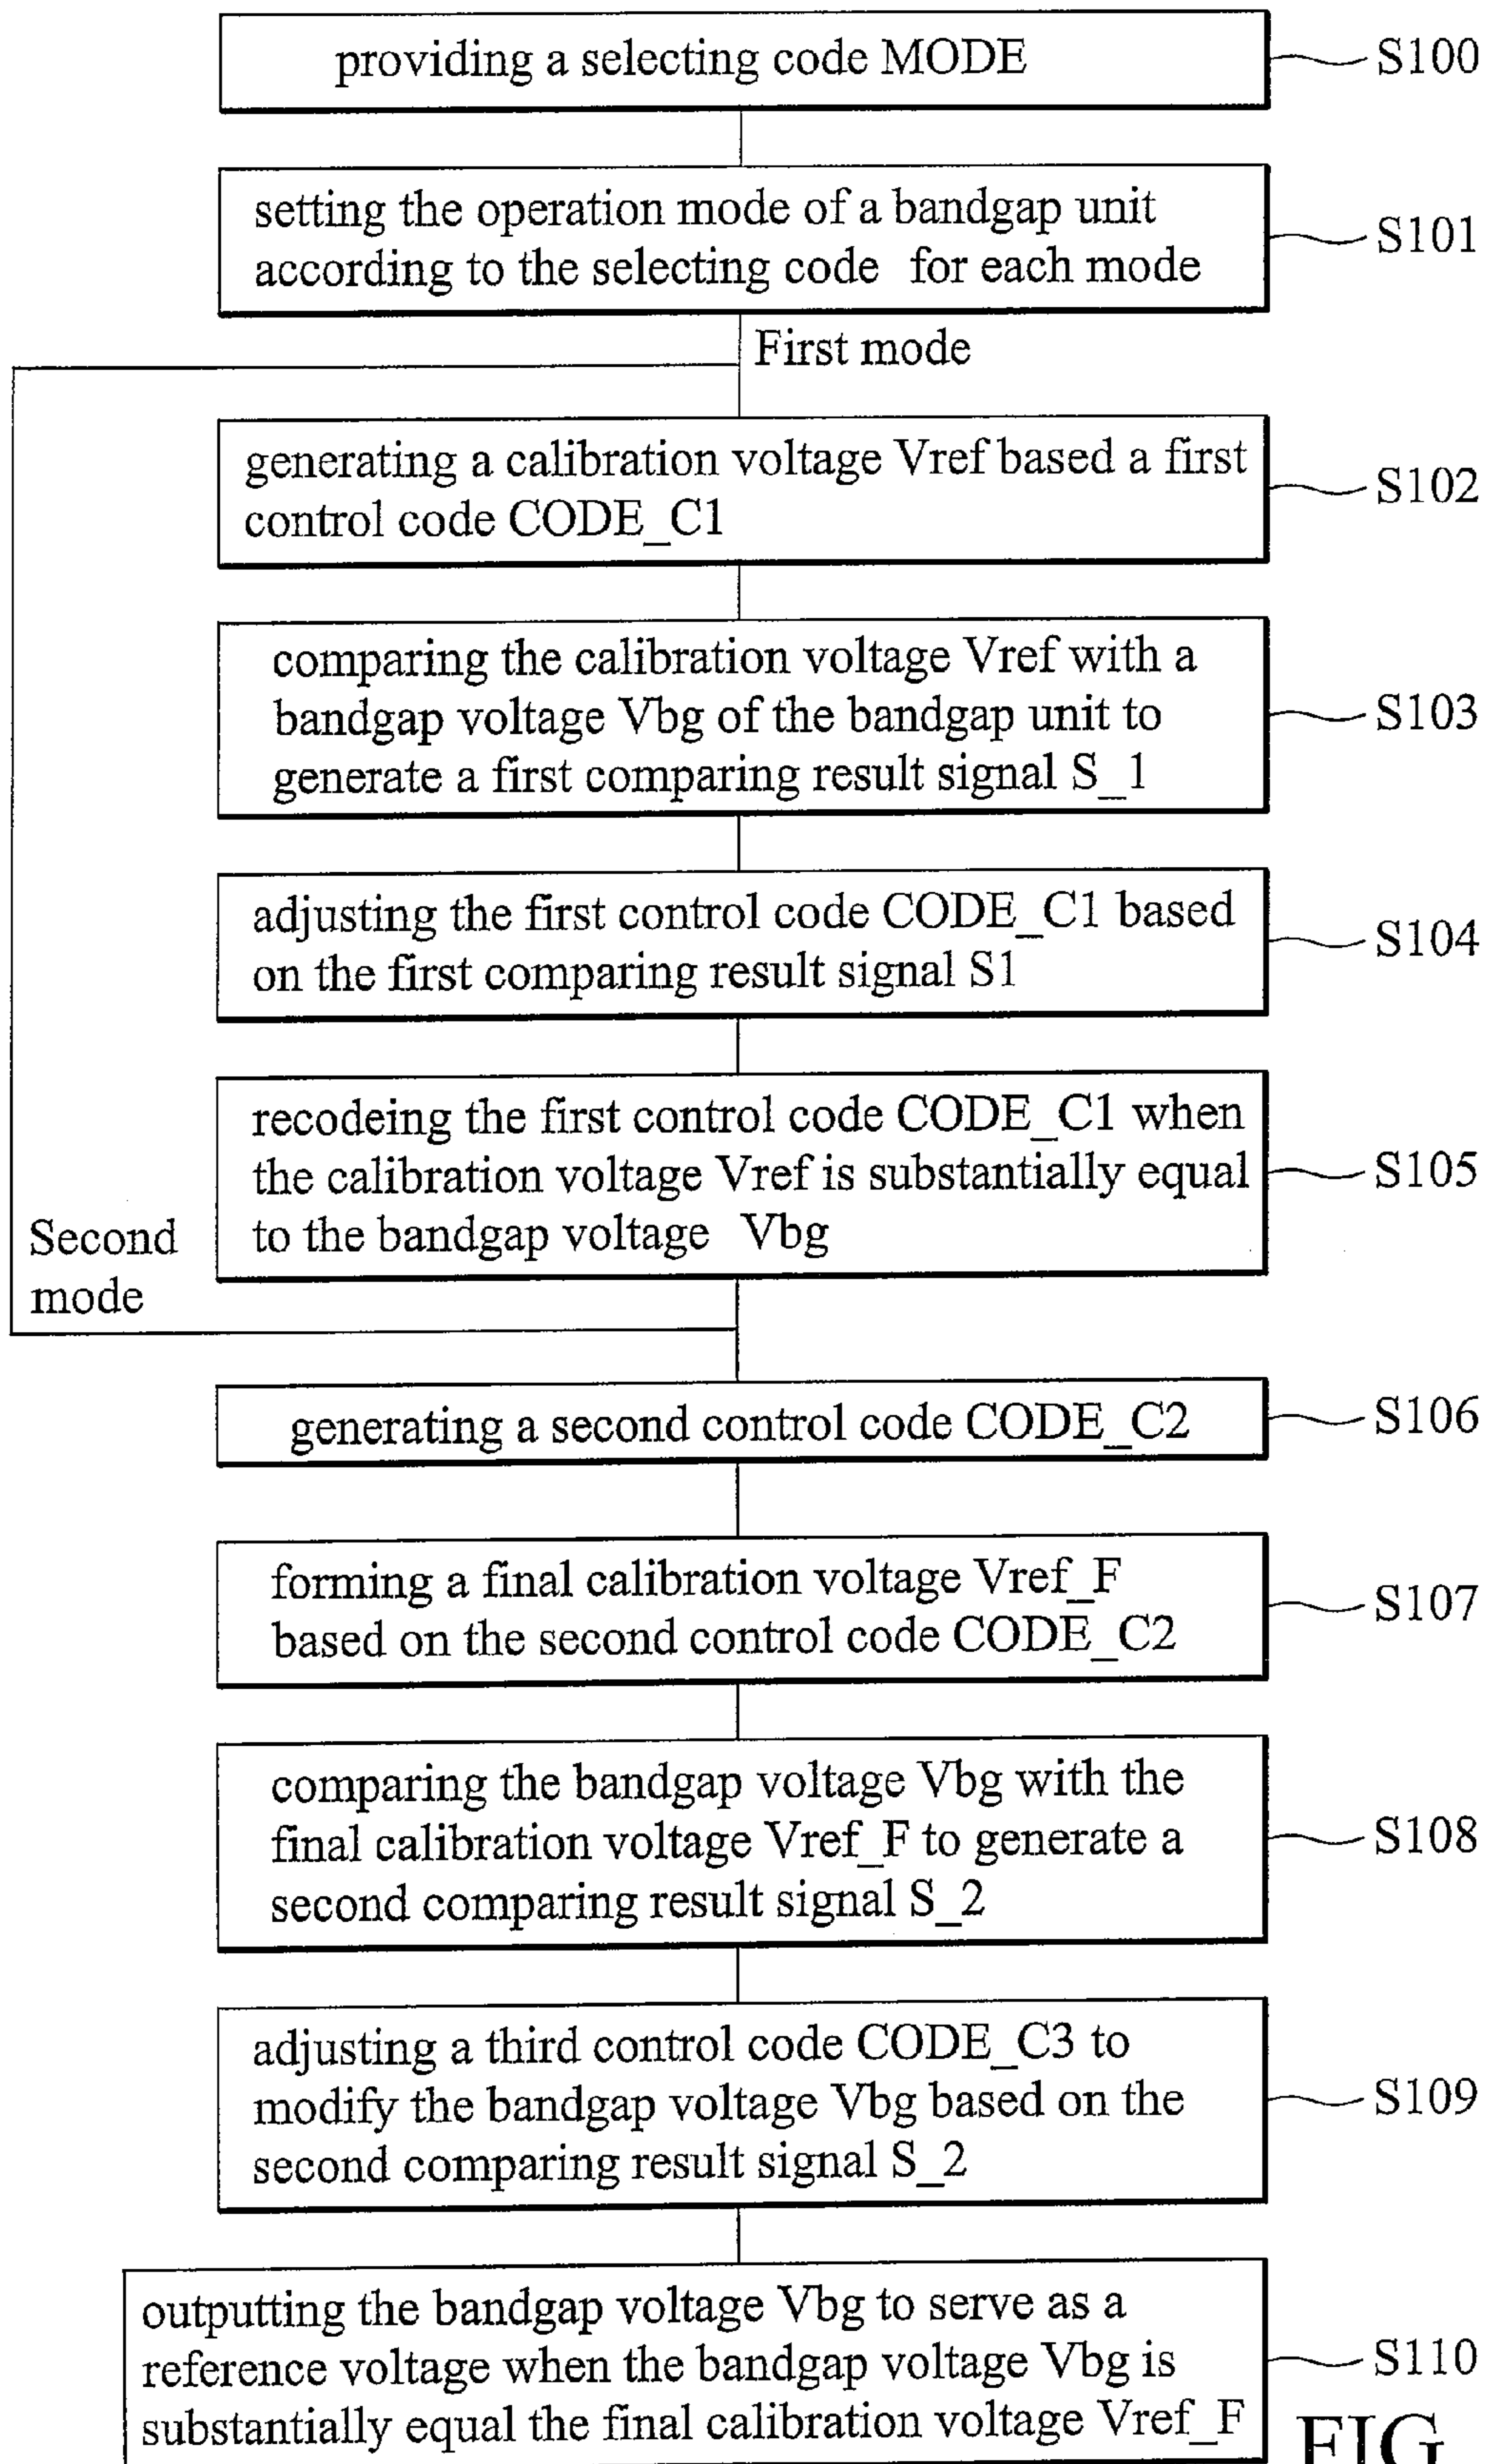 providing a selecting code MODE
S100
setting the operation mode of a bandgap unit
according to the selecting code for each mode
S101
First mode
generating a calibration voltage Vref based a first
control code CODE_C1
S102
comparing the calibration voltage Vref with a
bandgap voltage Vbg of the bandgap unit to
generate a first comparing result signal S_1
S103
adjusting the first control code CODE_C1 based
on the first comparing result signal S1
S104
recodeing the first control code CODE_C1 when
the calibration voltage Vref is substantially equal
to the bandgap voltage Vbg
S105
Second
mode
generating a second control code CODE_C2
S106
forming a final calibration voltage Vref_F
based on the second control code CODE_C2
S107
comparing the bandgap voltage Vbg with the
final calibration voltage Vref_F to generate a
second comparing result signal S_2
S108
adjusting a third control code CODE_C3 to
modify the bandgap voltage Vbg based on the
second comparing result signal S_2
S109
outputting the bandgap voltage Vbg to serve as a
reference voltage when the bandgap voltage Vbg is
substantially equal the final calibration voltage Vref_F
S110
FIG